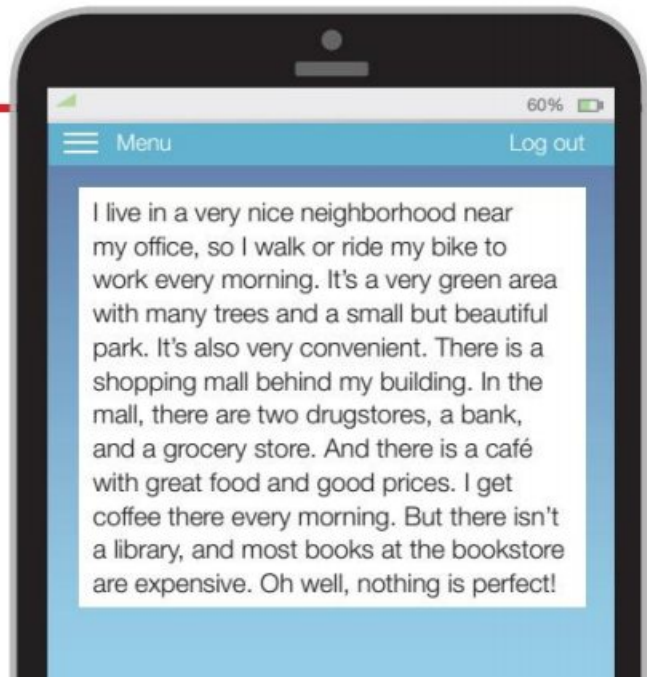 60%
Menu Log out
I live in a very nice neighborhood near
my office, so I walk or ride my bike to
work every morning. It's a very green area
with many trees and a small but beautiful
park. It's also very convenient. There is a
shopping mall behind my building. In the
mall, there are two drugstores, a bank,
and a grocery store. And there is a café
with great food and good prices. I get
coffee there every morning. But there isn't
a library, and most books at the bookstore
are expensive. Oh well, nothing is perfect!